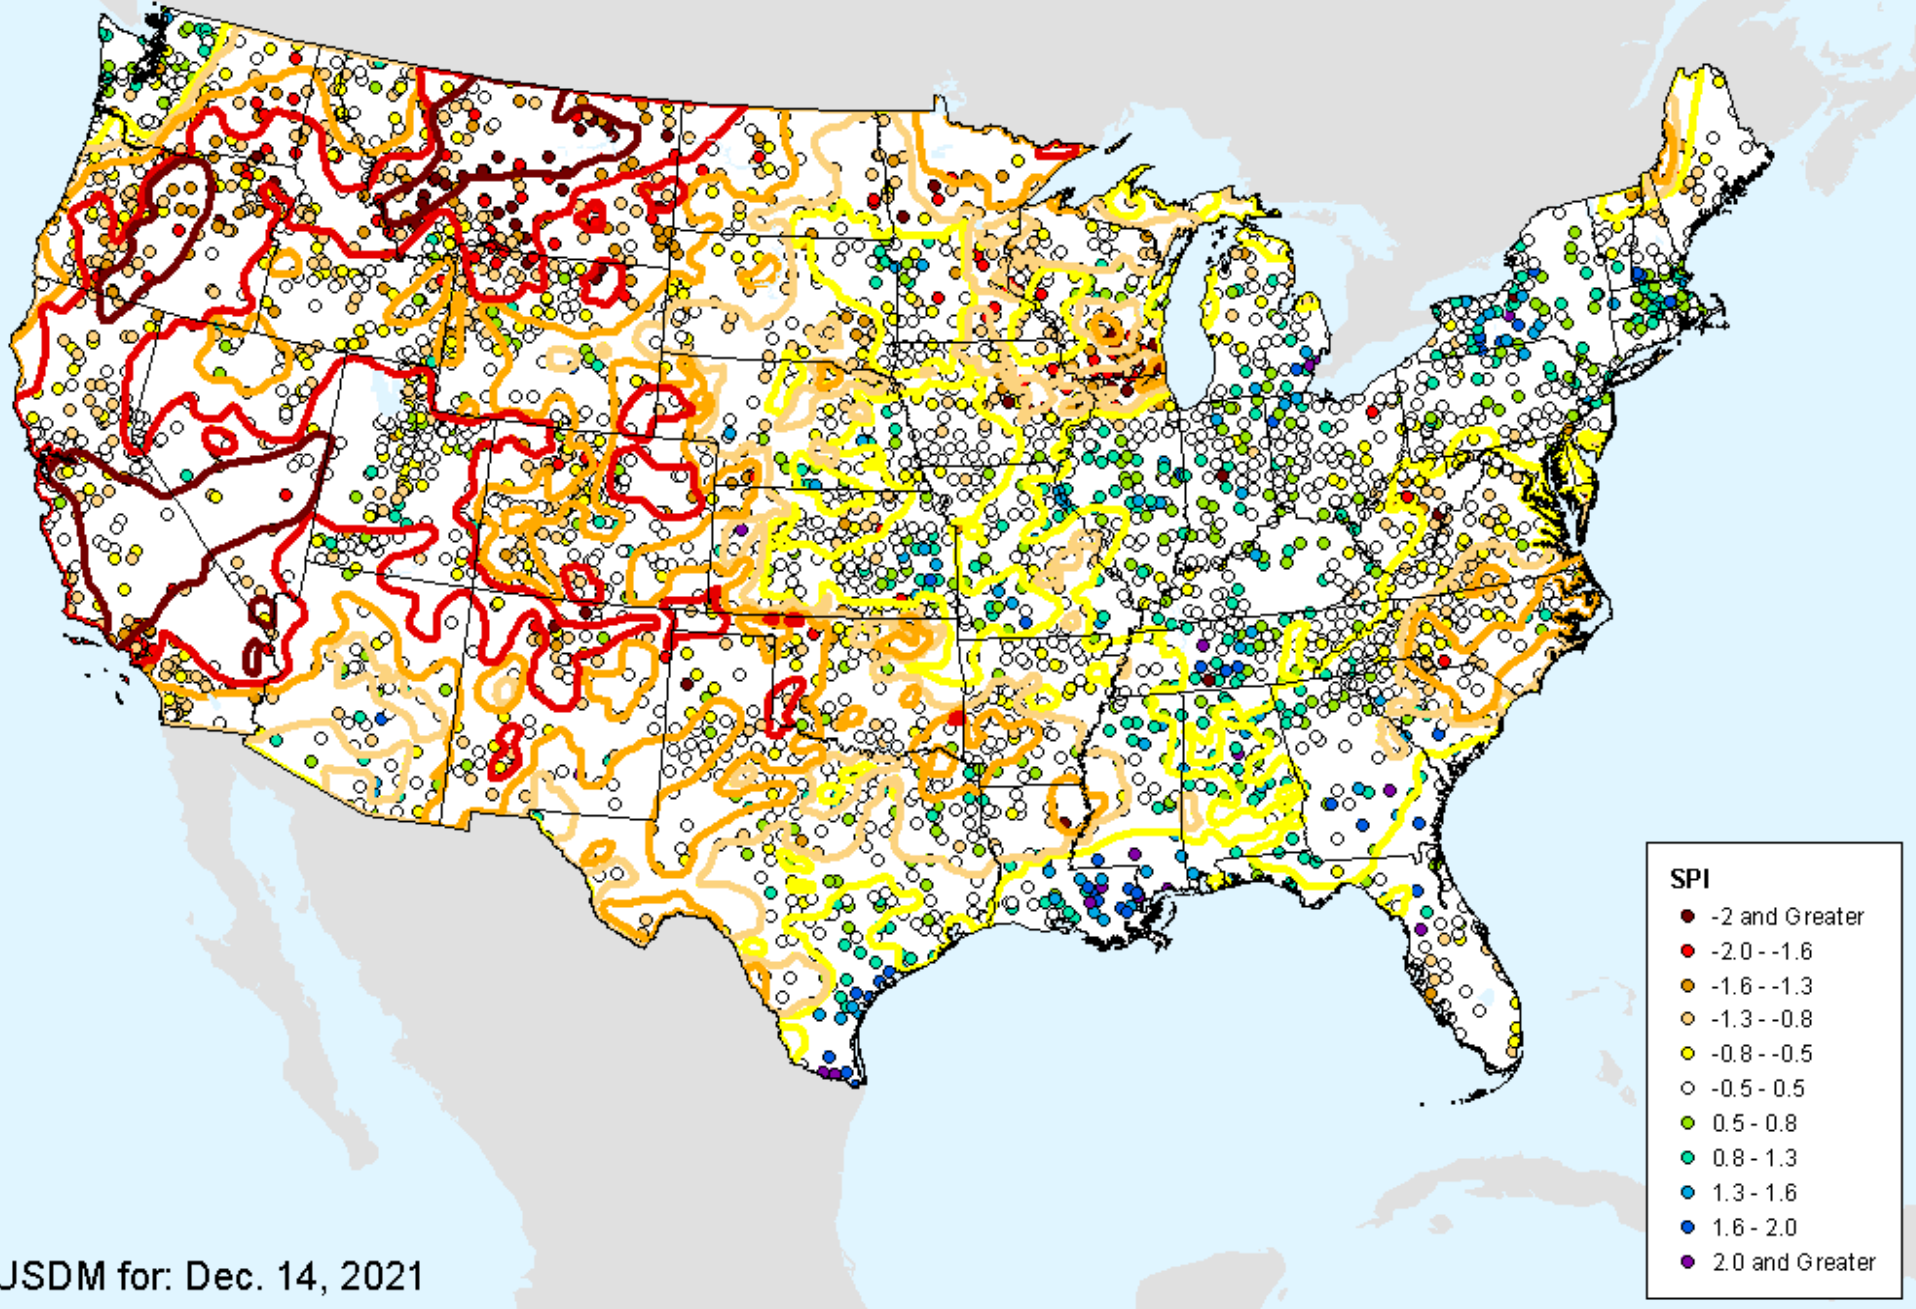 SPI
-2 and Greater
-2.0 - -1.6
-1.6 - -1.3
-1.3 - -0.8
-0.8 - -0.5
-0.5 - 0.5
0.5 - 0.8
0.8 - 1.3
1.3 - 1.6
1.6 - 2.0
2.0 and Greater
USDM for: Dec. 14, 2021